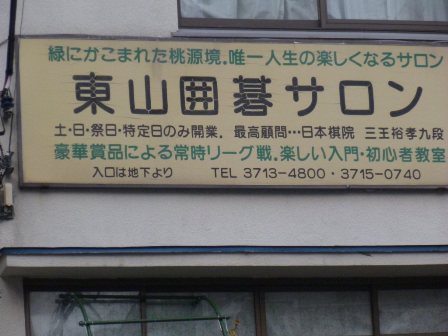 緑にかこまれた桃源境.唯一人生の楽しくなるサロン
東山囲碁サロン
土・日・祭日・特定日のみ開業. 最高顧問…日本棋院 三王裕孝九段
豪華賞品による常時リーグ戦.楽しい入門・初心者教室
入口は地下より TEL 3713-4800・3715-0740